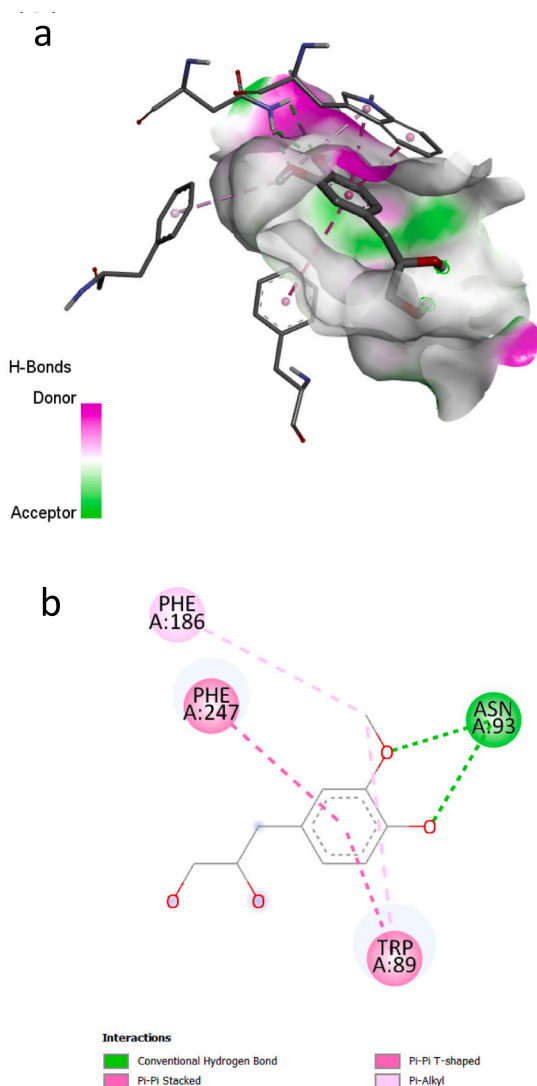 a
H-Bonds
Donor
Acceptor
b
PHE
A:186
PHE
A:247
ASN
A:93
O
O
O
O
TRP
A:89
Interactions
Conventional Hydrogen Bond
Pi-Pi T-shaped
Pi-Pi Stacked
Pi-Alkyl